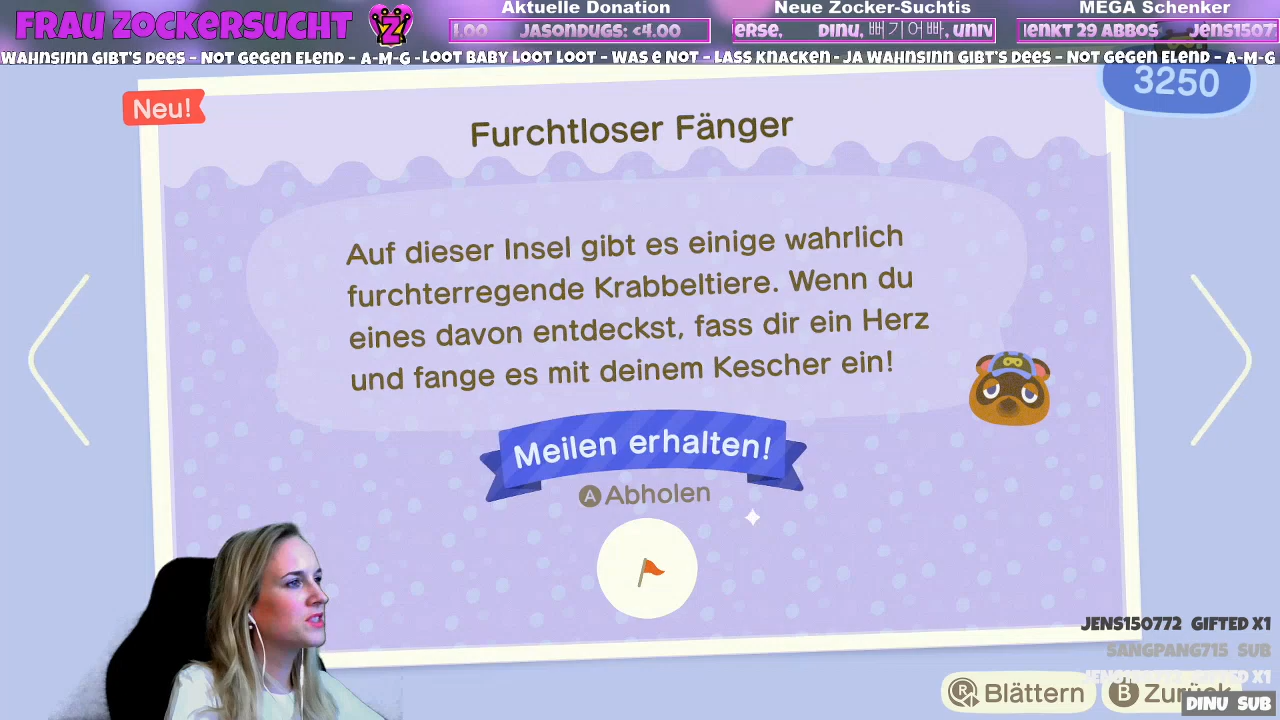 FRAU ZOCKERSUCHT
Aktuelle Donation
Neue Zocker-Suchtis
MEGA Schenker
JASONDUGS: €4.00
DINU, 빠기어빠, UNIV
29 ABBOS JENS1507
WAHNSINN GIBT'S DEES - NOT GEGEN ELEND - A-M-G -LOOT BABY LOOT LOOT - WAS E NOT - LASS KNACKEN - JA WAHNSINN GIBT'S DEES - NOT GEGEN ELEND - A-M-G
3250
Neu!
Furchtloser Fänger
Auf dieser Insel gibt es einige wahrlich
furchterregende Krabbeltiere. Wenn du
eines davon entdeckst, fass dir ein Herz
und fange es mit deinem Kescher ein!
Meilen erhalten!
A Abholen
JENS150772 GIFTED X1
SANGPANG715 SUB
JENS150772 GIFTED X1
R Blättern
B Zurück
DINU SUB